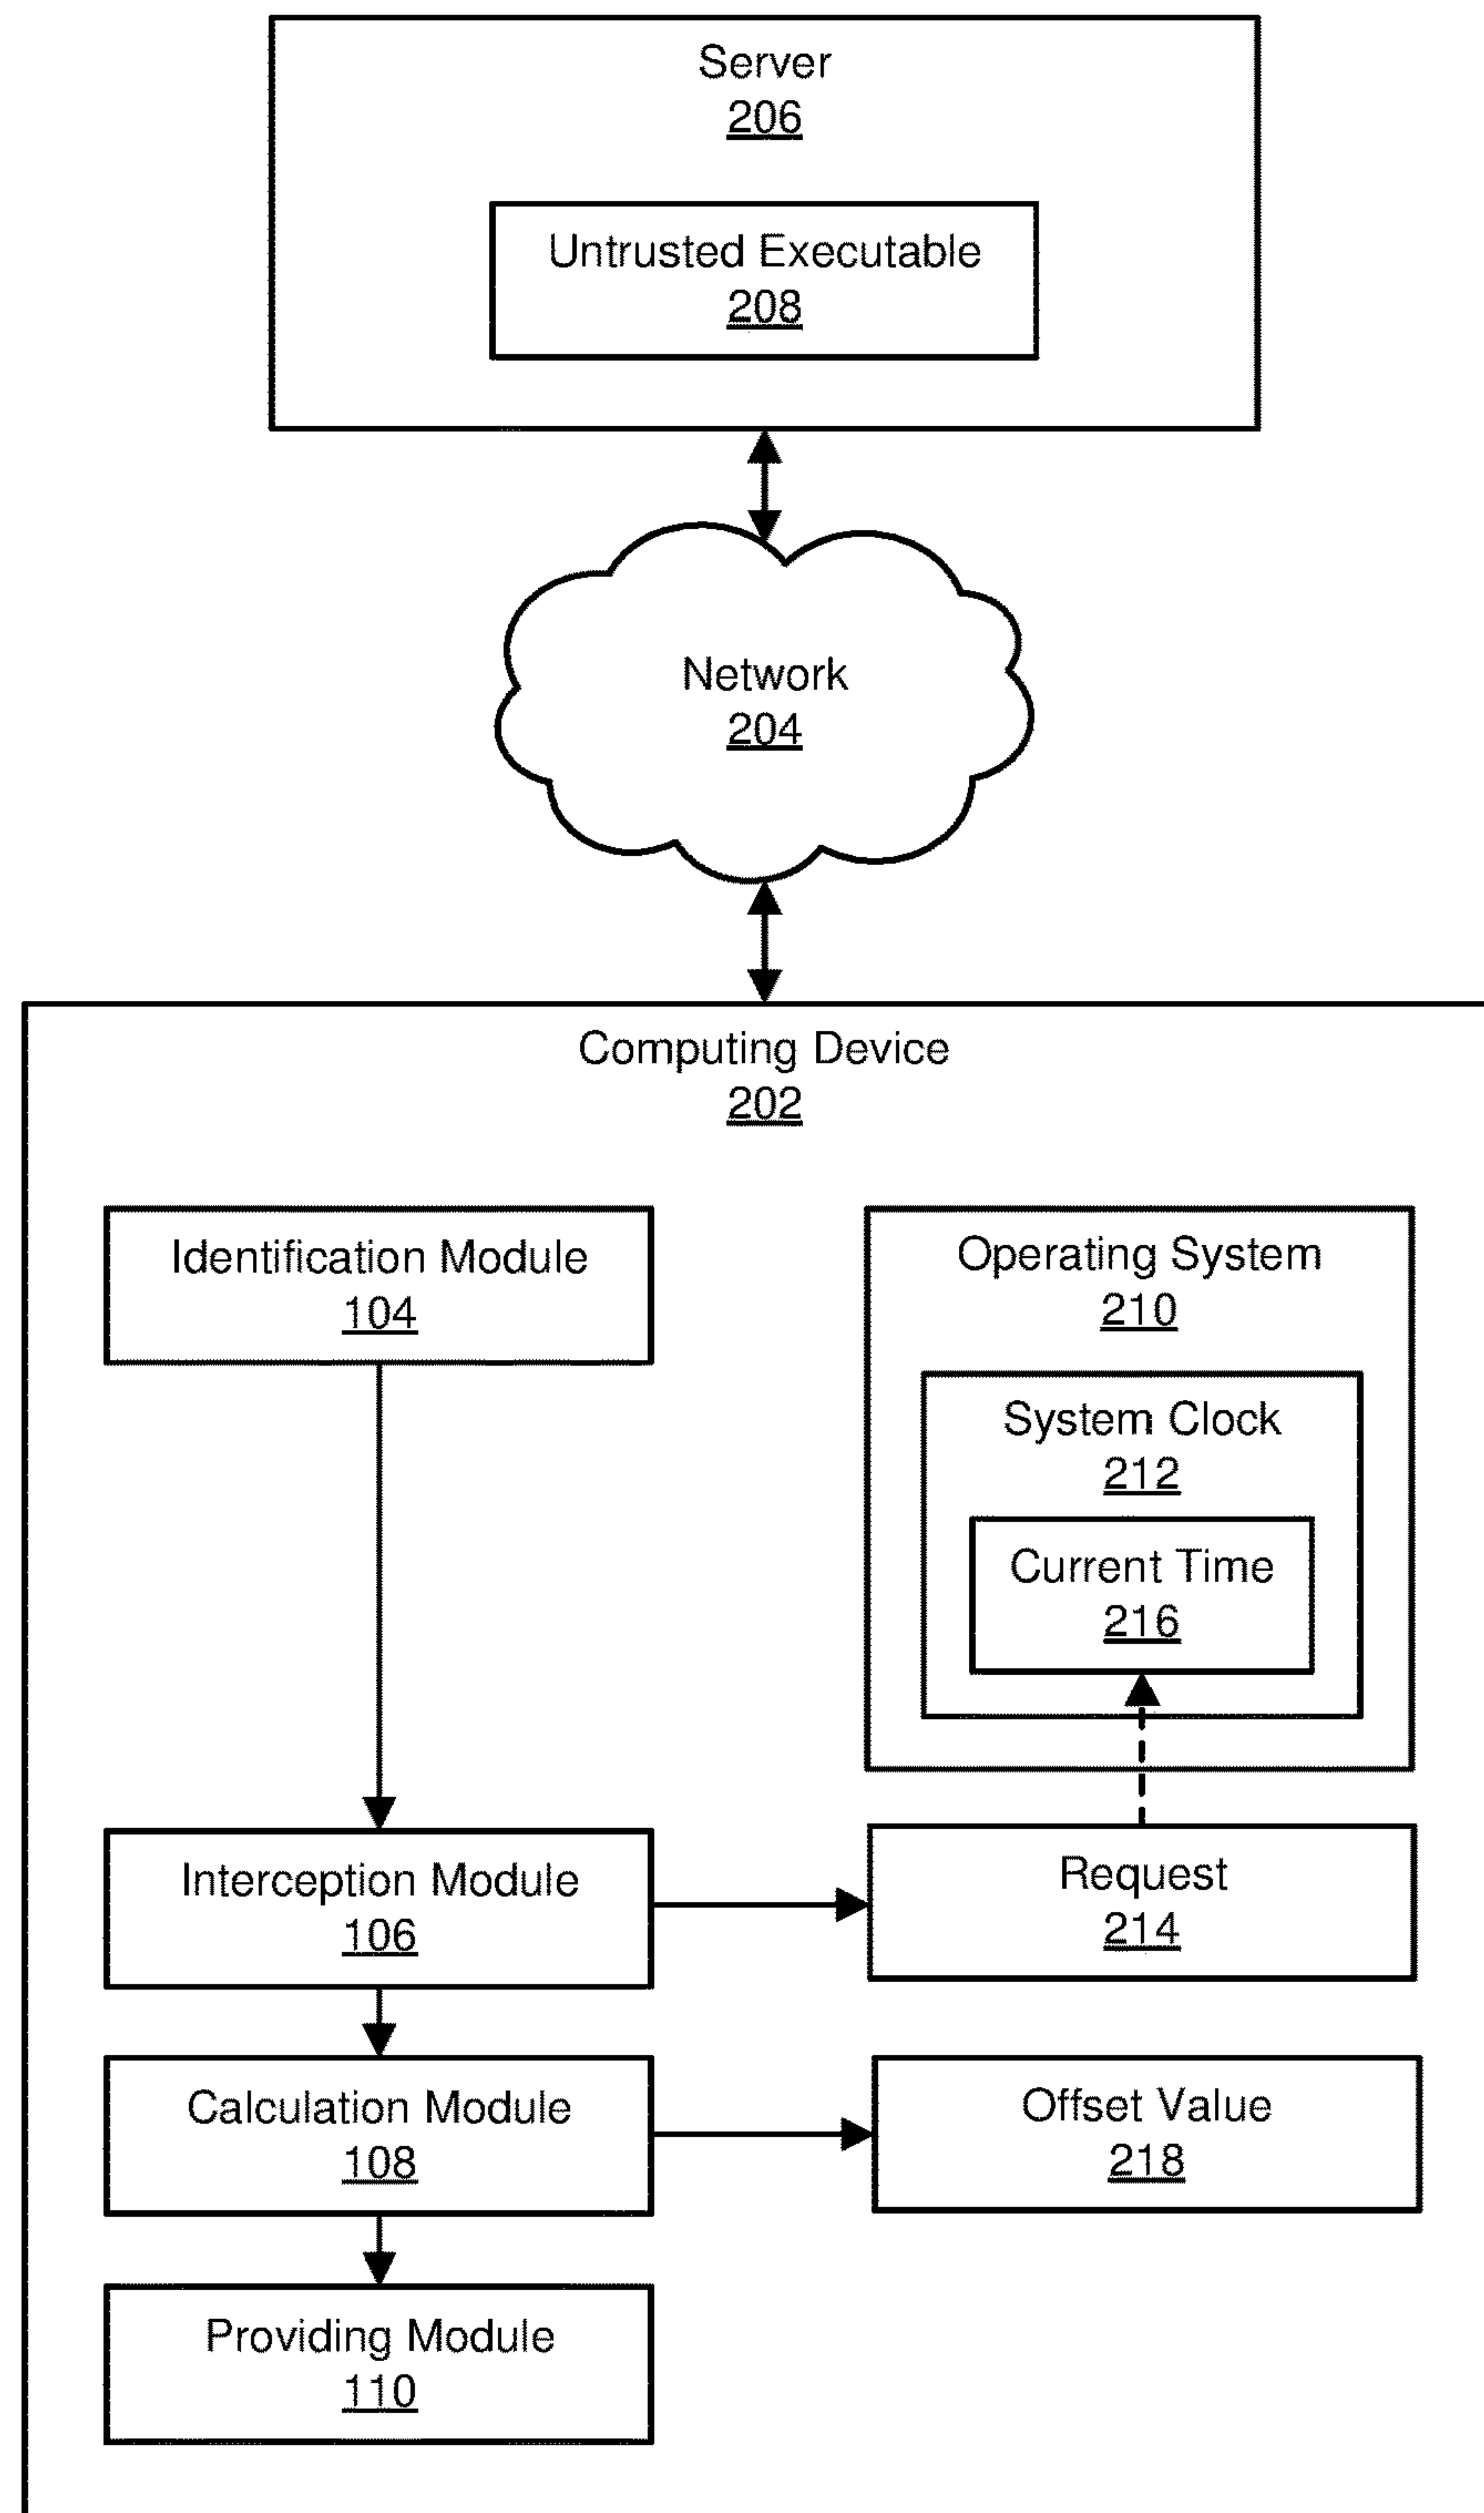 Server
206
Untrusted Executable
208
Network
204
Computing Device
202
Identification Module
104
Operating System
210
System Clock
212
Current Time
216
Interception Module
106
Request
214
Calculation Module
108
Offset Value
218
Providing Module
110